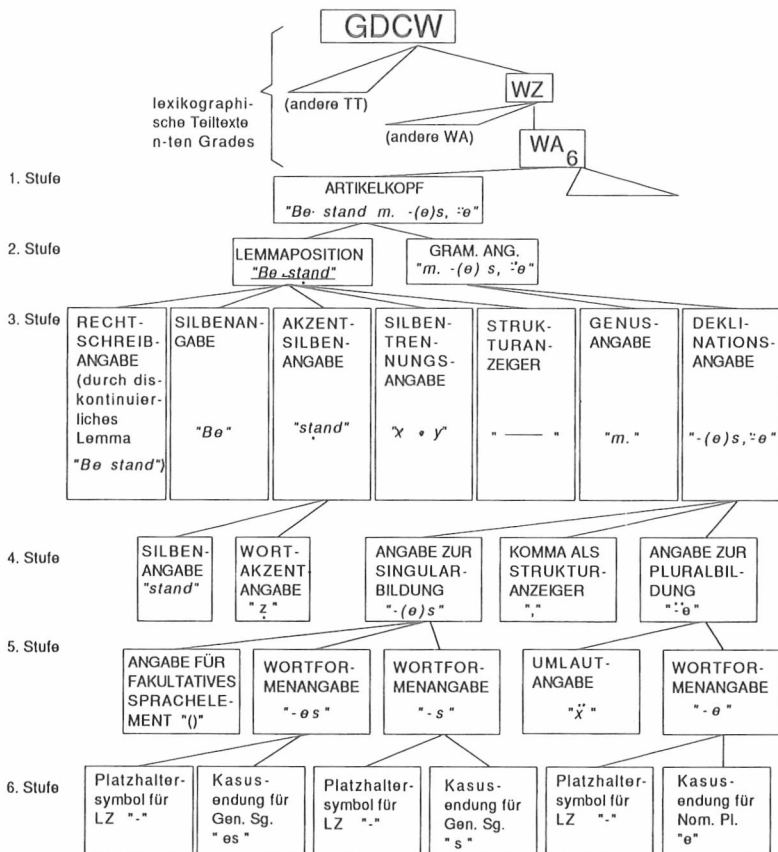 GDCW
lexikographi-
sche Teiltexte
n-ten Grades
(andere TT)
WZ
(andere WA)
WA6
1. Stufe
ARTIKELKOPF
"Be· stand m. -(e)s, ⸚e"
2. Stufe
LEMMAPOSITION
"Be·stand"
GRAM. ANG.
"m. -(e) s, ⸚e"
3. Stufe
RECHT-
SCHREIB-
ANGABE
(durch dis-
kontinuier-
liches
Lemma
"Be stand")
SILBENAN-
GABE
"Be"
AKZENT-
SILBEN-
ANGABE
"stạnd"
SILBEN-
TREN-
NUNGS-
ANGABE
"x • y"
STRUK-
TURAN-
ZEIGER
" —— "
GENUS-
ANGABE
"m."
DEKLI-
NATIONS-
ANGABE
"-(e)s, ⸚e"
4. Stufe
SILBEN-
ANGABE
"stand"
WORT-
AKZENT-
ANGABE
" ẓ "
ANGABE ZUR
SINGULAR-
BILDUNG
"-(e)s"
KOMMA ALS
STRUKTUR-
ANZEIGER
","
ANGABE ZUR
PLURALBIL-
DUNG
"⸚e"
5. Stufe
ANGABE FÜR
FAKULTATIVES
SPRACHELE-
MENT "()"
WORTFOR-
MENANGABE
"-es"
WORTFOR-
MENANGABE
"-s"
UMLAUT-
ANGABE
"ẍ"
WORTFOR-
MENANGABE
"-e"
6. Stufe
Platzhalter-
symbol für
LZ "-"
Kasus-
endung für
Gen. Sg.
"es"
Platzhalter-
symbol für
LZ "-"
Kasus-
endung für
Gen. Sg.
"s"
Platzhalter-
symbol für
LZ "-"
Kasus-
endung für
Nom. Pl.
"e"